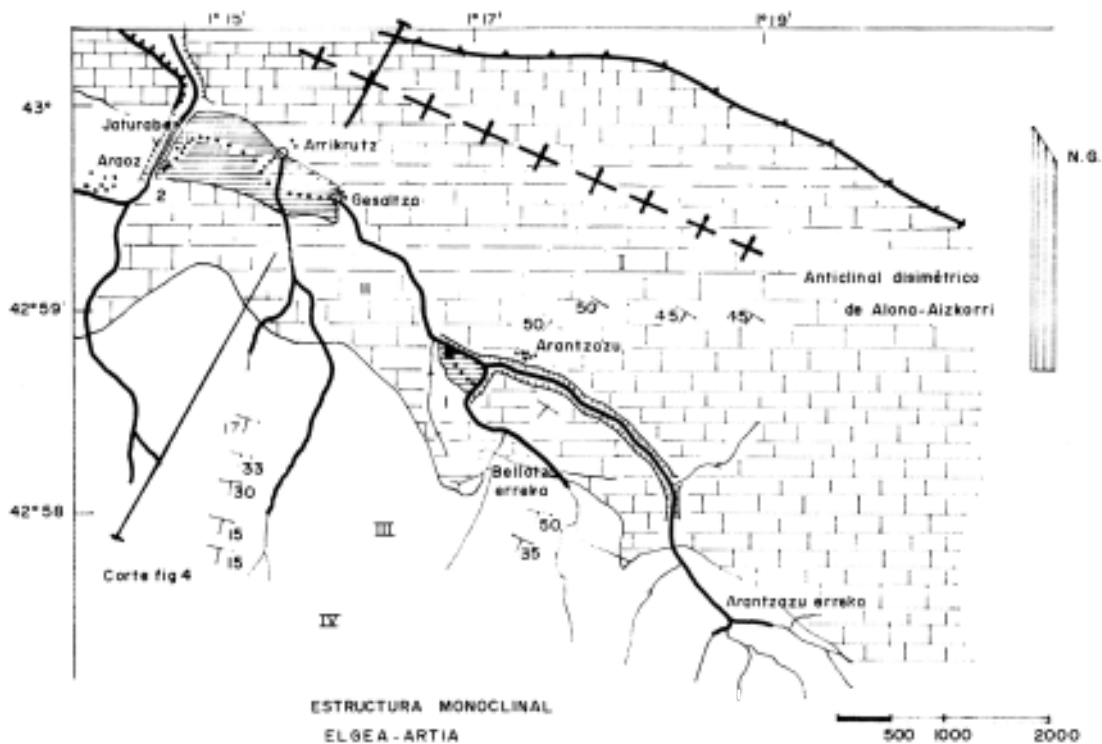 1° 15' 1° 17' 1° 19'
43°
Jaturabe
Araoz
Arrikrutz
N.G.
2
Gesaltza
I
Anticlinal disimétrico
de Alona-Aizkorri
II
42° 59'
50 50 45 45
Arantzazu
I
17
33
30
Bellotza
erreka
42° 58
III
50
15
35
15
Corte fig 4
Arantzazu erreka
IV
ESTRUCTURA MONOCLINAL
ELGEA-ARTIA
500 1000 2000